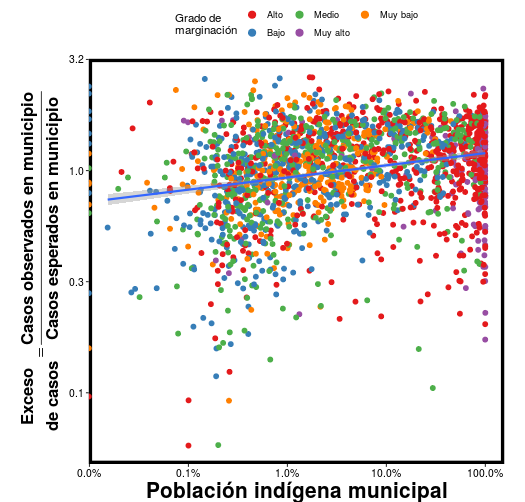 Grado de
marginación
Alto
Medio
Muy bajo
Bajo
Muy alto
Exceso
de casos
=
Casos observados en municipio
Casos esperados en municipio
3.2
1.0
0.3
0.1
0.0%
0.1%
1.0%
10.0%
100.0%
Población indígena municipal